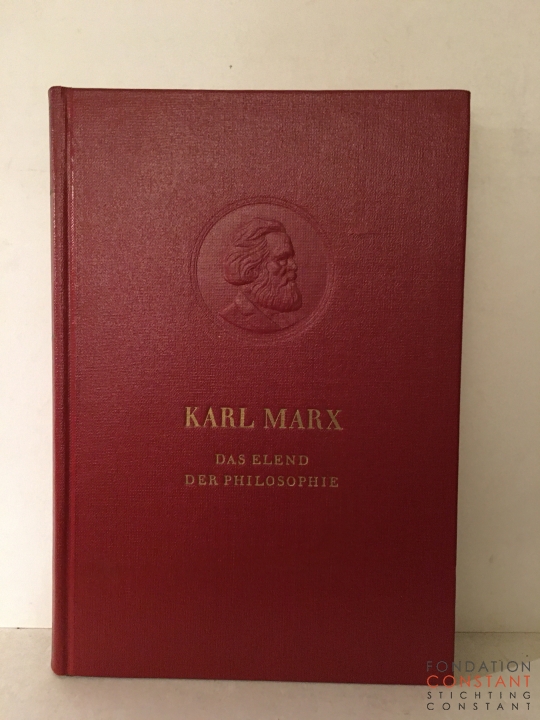 KARL MARX
DAS ELEND
DER PHILOSOPHIE
FONDATION
CONSTANT
STICHTING
CONSTANT